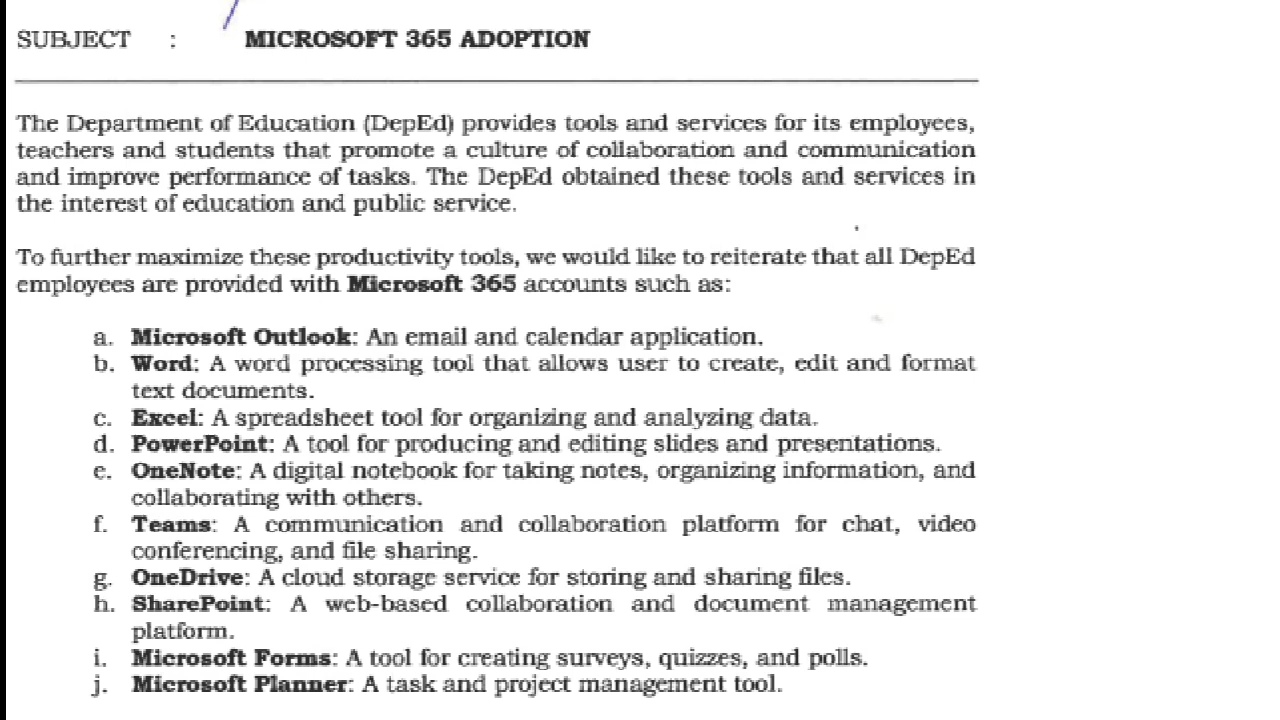 SUBJECT : MICROSOFT 365 ADOPTION
The Department of Education (DepEd) provides tools and services for its employees,
teachers and students that promote a culture of collaboration and communication
and improve performance of tasks. The DepEd obtained these tools and services in
the interest of education and public service.
To further maximize these productivity tools, we would like to reiterate that all DepEd
employees are provided with Microsoft 365 accounts such as:
a. Microsoft Outlook: An email and calendar application.
b. Word: A word processing tool that allows user to create, edit and format
text documents.
c. Excel: A spreadsheet tool for organizing and analyzing data.
d. PowerPoint: A tool for producing and editing slides and presentations.
e. OneNote: A digital notebook for taking notes, organizing information, and
collaborating with others.
f. Teams: A communication and collaboration platform for chat, video
conferencing, and file sharing.
g. OneDrive: A cloud storage service for storing and sharing files.
h. SharePoint: A web-based collaboration and document management
platform.
i. Microsoft Forms: A tool for creating surveys, quizzes, and polls.
j. Microsoft Planner: A task and project management tool.